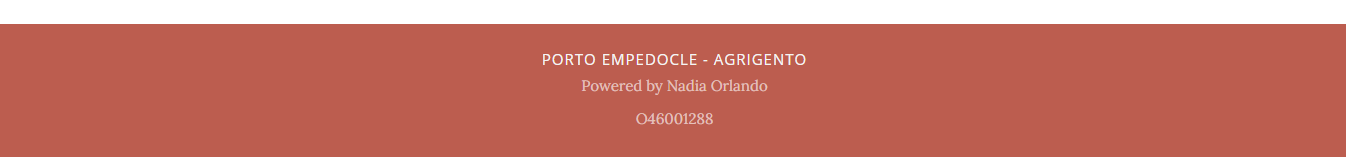 PORTO EMPEDOCLE - AGRIGENTO
Powered by Nadia Orlando
O46001288